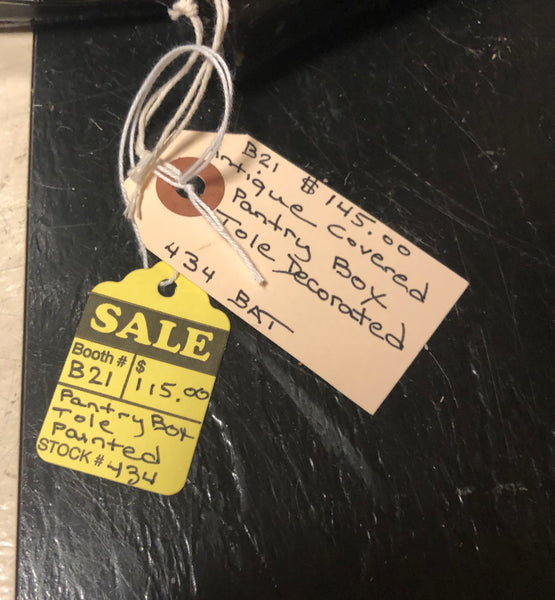 B21 $145.00
Antique Covered
Pantry Box
Tole Decorated
434 BAT
SALE
Booth # $
B21 115.00
Pantry Box
Tole
Painted
STOCK # 434